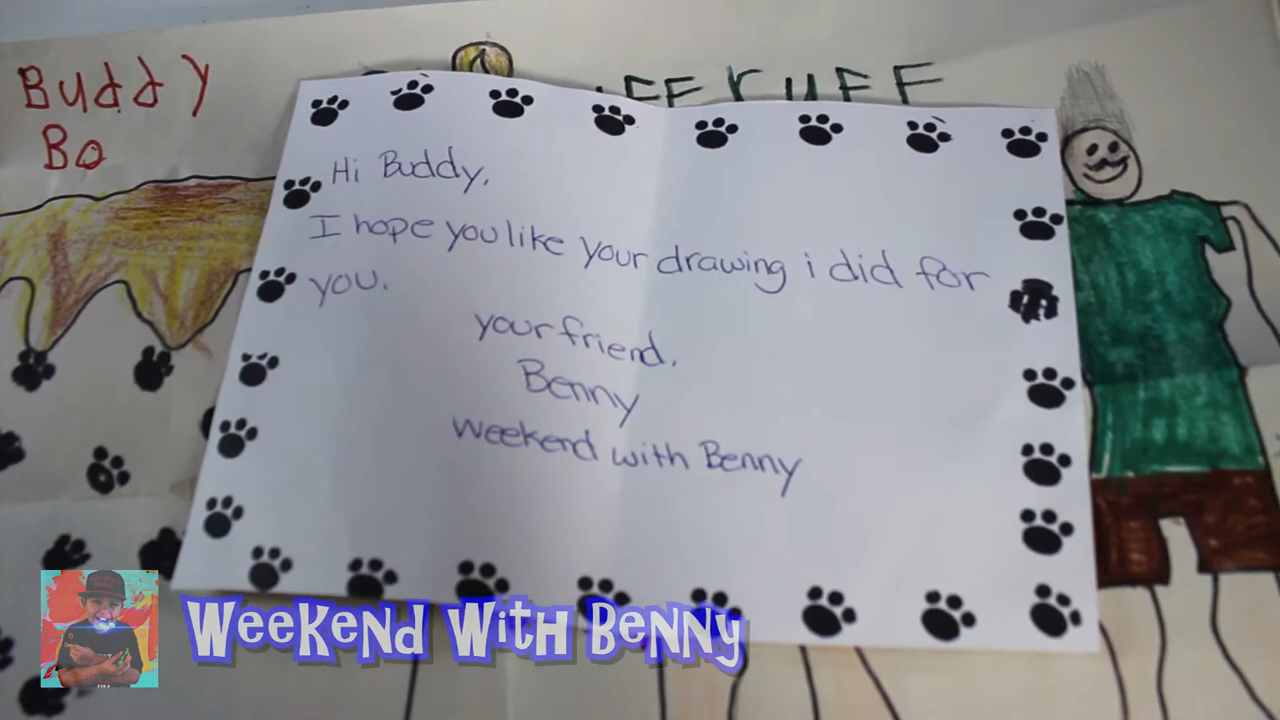 Buddy
Bo
RUFF
Hi Buddy,
I hope you like your drawing i did for
you.
your friend.
Benny
weekend with Benny
Weekend With Benny